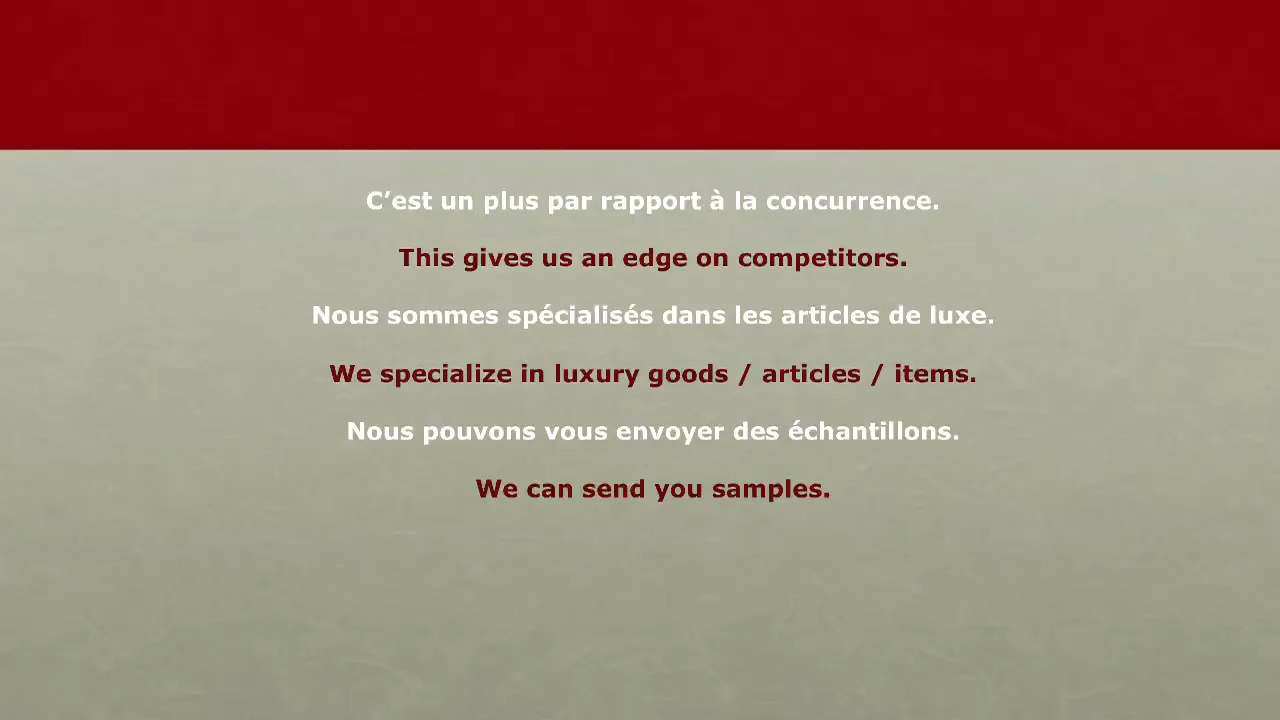 C’est un plus par rapport à la concurrence.
This gives us an edge on competitors.
Nous sommes spécialisés dans les articles de luxe.
We specialize in luxury goods / articles / items.
Nous pouvons vous envoyer des échantillons.
We can send you samples.